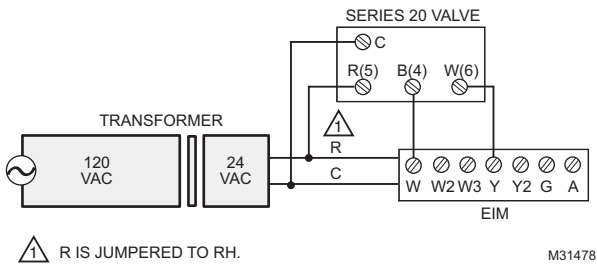 SERIES 20 VALVE
C
R(5) B(4) W(6)
TRANSFORMER
1
R
120
VAC
24
VAC
C
W W2 W3 Y Y2 G A
EIM
1 R IS JUMPERED TO RH.
M31478